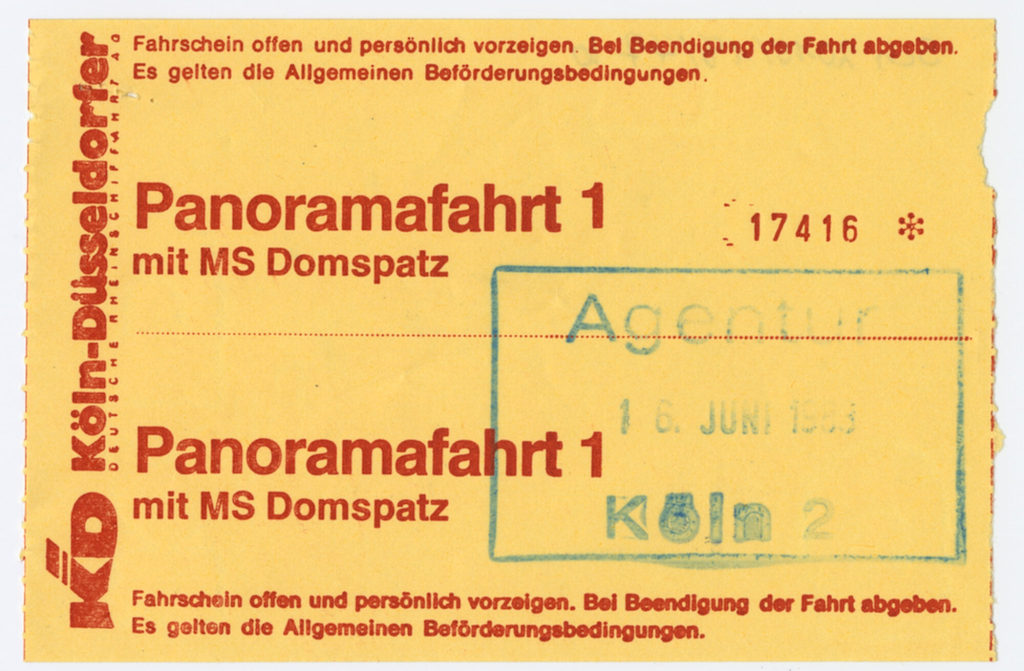 Fahrschein offen und persönlich vorzeigen. Bei Beendigung der Fahrt abgeben.
Es gelten die Allgemeinen Beförderungsbedingungen.
Köln-Düsseldorfer
DEUTSCHE RHEINSCHIFFAHRT AG
KD
Panoramafahrt 1
mit MS Domspatz
17416 *
Agentur
16. JUNI
Köln 2
Panoramafahrt 1
mit MS Domspatz
Fahrschein offen und persönlich vorzeigen. Bei Beendigung der Fahrt abgeben.
Es gelten die Allgemeinen Beförderungsbedingungen.